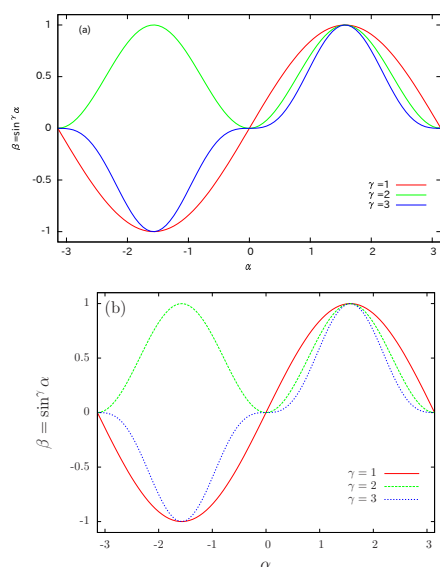 (a)
1
0.5
0
-0.5
-1
β=sin^γ α
γ =1
γ =2
γ =3
-3 -2 -1 0 1 2 3
α
(b)
1
0.5
0
-0.5
-1
β = sin^γ α
γ = 1
γ = 2
γ = 3
-3 -2 -1 0 1 2 3
α